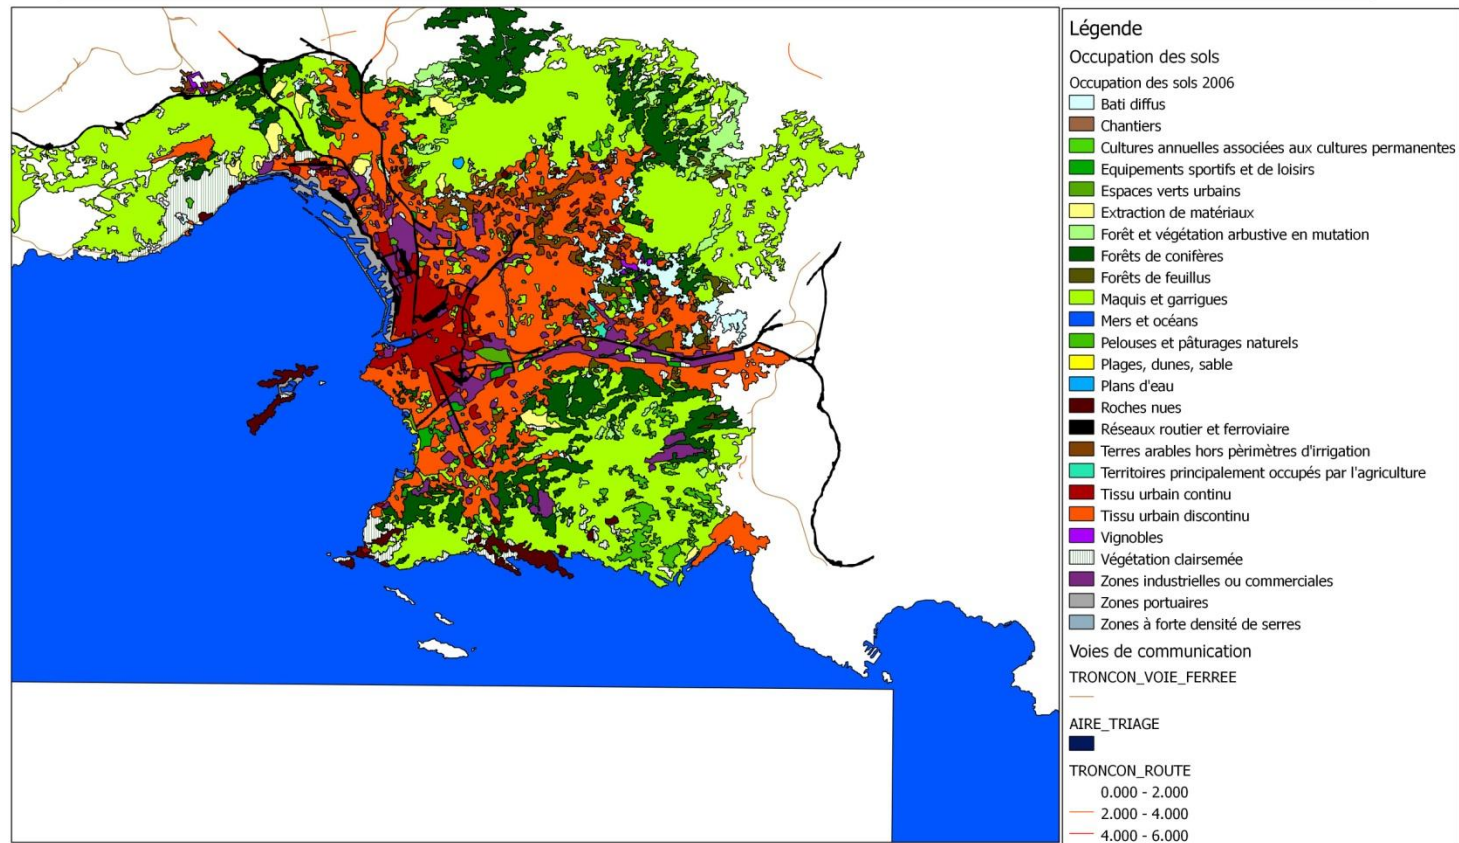 Légende
Occupation des sols
Occupation des sols 2006
Bati diffus
Chantiers
Cultures annuelles associées aux cultures permanentes
Equipements sportifs et de loisirs
Espaces verts urbains
Extraction de matériaux
Forêt et végétation arbustive en mutation
Forêts de conifères
Forêts de feuillus
Maquis et garrigues
Mers et océans
Pelouses et pâturages naturels
Plages, dunes, sable
Plans d'eau
Roches nues
Réseaux routier et ferroviaire
Terres arables hors pèrimètres d'irrigation
Territoires principalement occupés par l'agriculture
Tissu urbain continu
Tissu urbain discontinu
Vignobles
Végétation clairsemée
Zones industrielles ou commerciales
Zones portuaires
Zones à forte densité de serres
Voies de communication
TRONCON_VOIE_FERREE
AIRE_TRIAGE
TRONCON_ROUTE
0.000 - 2.000
2.000 - 4.000
4.000 - 6.000